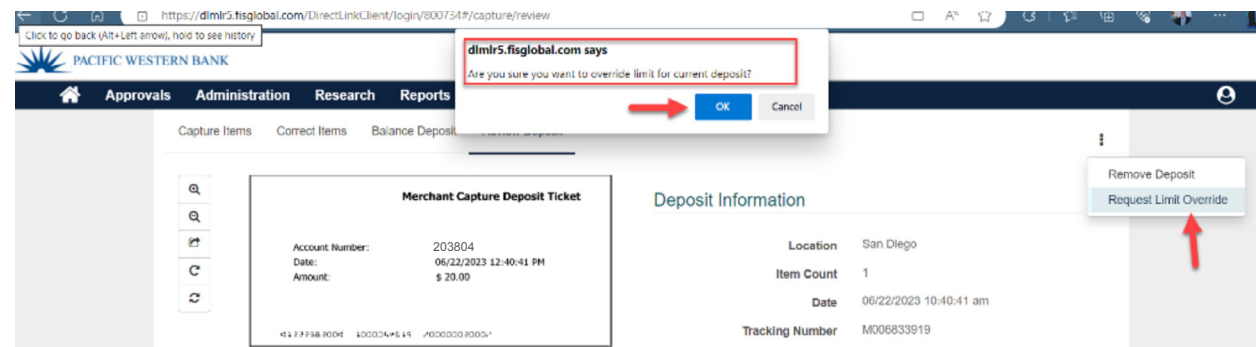 https://dlmlr5.fisglobal.com/DirectLinkClient/login/800734#/capture/review
Click to go back (Alt+Left arrow), hold to see history
PACIFIC WESTERN BANK
dlmlr5.fisglobal.com says
Are you sure you want to override limit for current deposit?
OK Cancel
Approvals Administration Research Reports
Capture Items Correct Items Balance Deposit Review Deposit
Remove Deposit
Request Limit Override
Merchant Capture Deposit Ticket
Account Number: 203804
Date: 06/22/2023 12:40:41 PM
Amount: $ 20.00
Deposit Information
Location San Diego
Item Count 1
Date 06/22/2023 10:40:41 am
Tracking Number M006833919